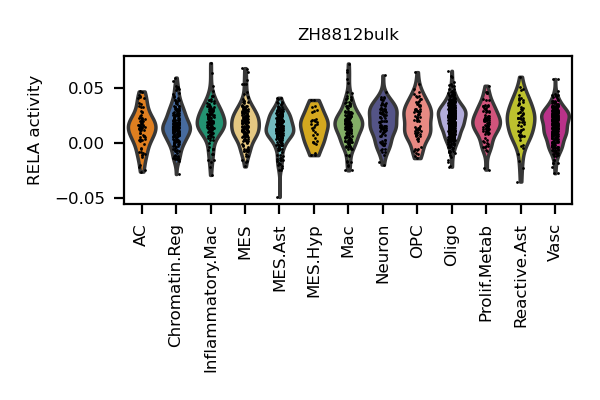 ZH8812bulk
RELA activity
0.05
0.00
−0.05
AC
Chromatin.Reg
Inflammatory.Mac
MES
MES.Ast
MES.Hyp
Mac
Neuron
OPC
Oligo
Prolif.Metab
Reactive.Ast
Vasc